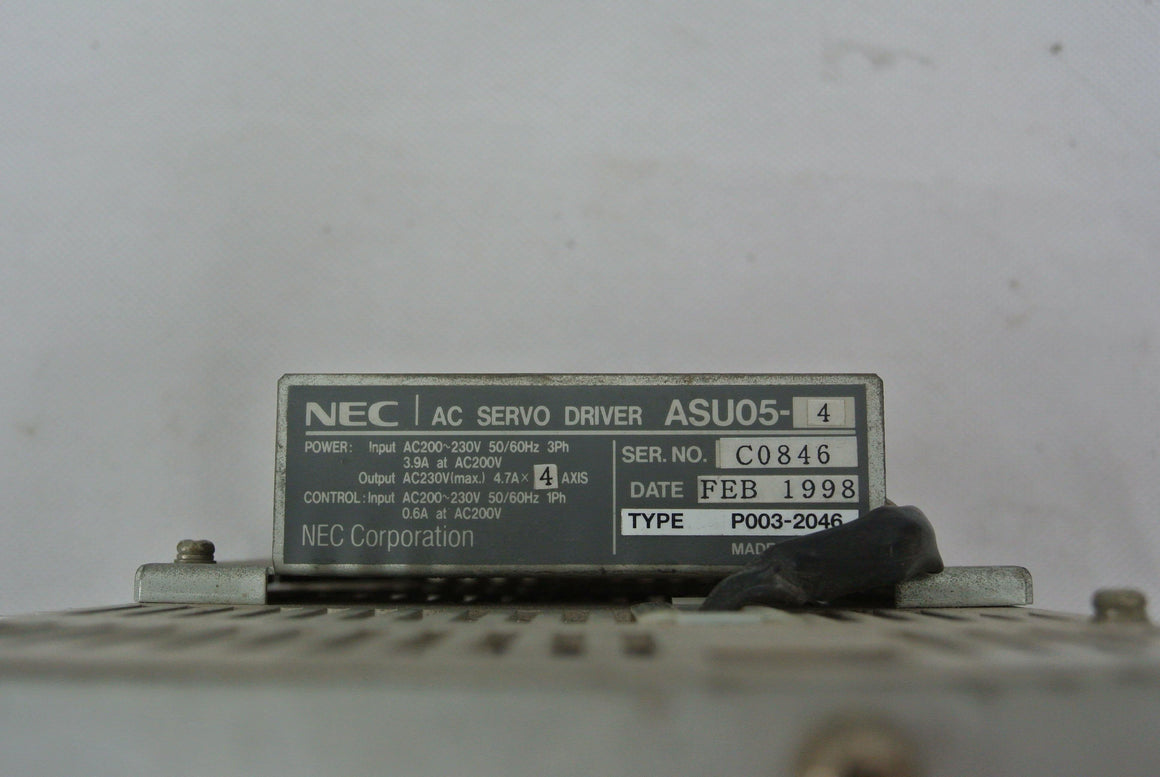 NEC AC SERVO DRIVER ASU05-4
POWER: Input AC200~230V 50/60Hz 3Ph
3.9A at AC200V
Output AC230V(max.) 4.7A× 4 AXIS
CONTROL: Input AC200~230V 50/60Hz 1Ph
0.6A at AC200V
NEC Corporation
SER. NO. C0846
DATE FEB 1998
TYPE P003-2046
MADE